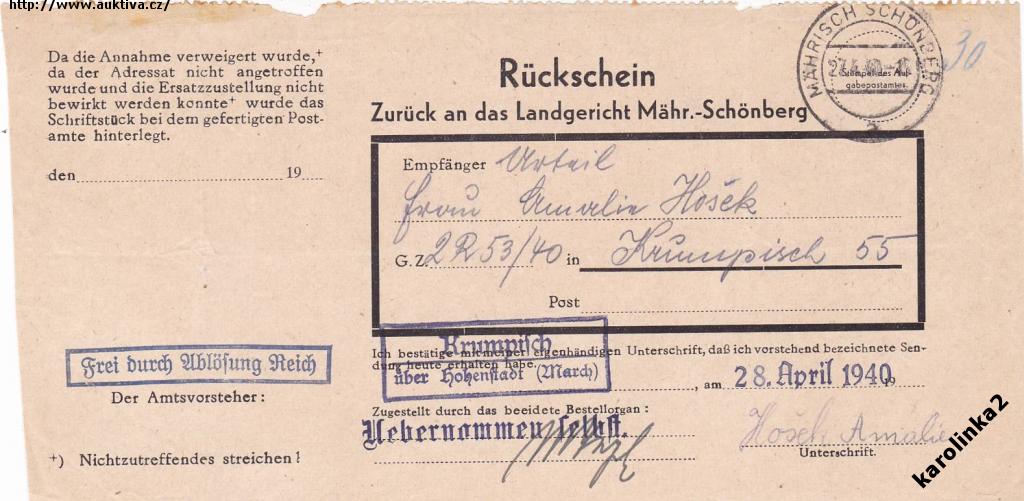 http://www.auktiva.cz/
Da die Annahme verweigert wurde,+
da der Adressat nicht angetroffen
wurde und die Ersatzzustellung nicht
bewirkt werden konnte+ wurde das
Schriftstück bei dem gefertigten Post-
amte hinterlegt.
den 19
Frei durch Ablösung Reich
Der Amtsvorsteher:
+) Nichtzutreffendes streichen!
MÄHRISCH SCHÖNBERG
Stempel des Auf-
gabepostamtes.
30
Rückschein
Zurück an das Landgericht Mähr.-Schönberg
Empfänger Urteil
Frau Amalie Hošek
G.Z. 2 R 53/40 in Krumpisch 55
Post
Krumpisch
über Hohenstadt (March)
Ich bestätige mit meiner eigenhändigen Unterschrift, daß ich vorstehend bezeichnete Sen-
dung heute erhalten habe.
, am 28. April 1940 19
Zugestellt durch das beeidete Bestellorgan:
Uebernommen selbst.
Hošek Amalie
Unterschrift.
karolinka2